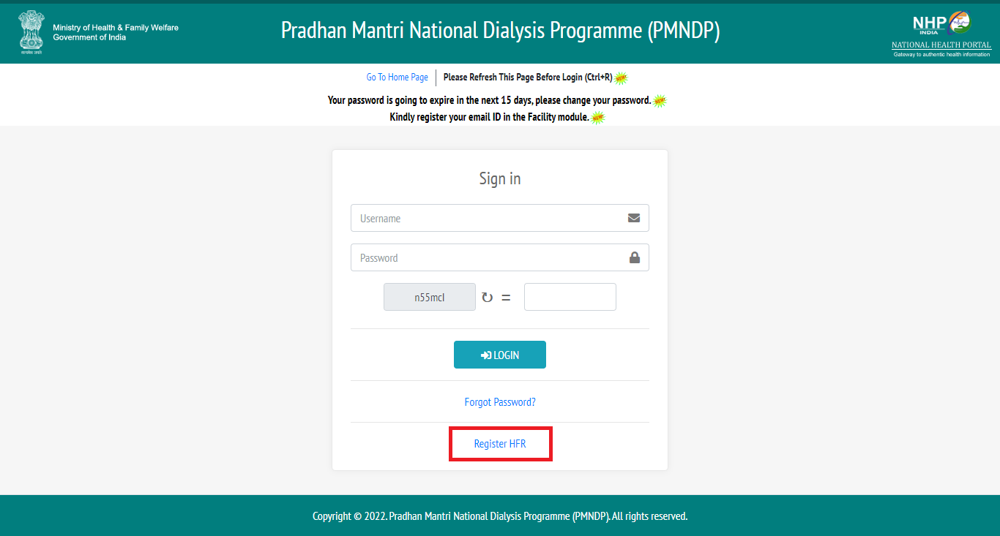 Ministry of Health & Family Welfare
Government of India
सत्यमेव जयते
Pradhan Mantri National Dialysis Programme (PMNDP)
NHP
INDIA
NATIONAL HEALTH PORTAL
Gateway to authentic health information
Go To Home Page | Please Refresh This Page Before Login (Ctrl+R) NEW!
Your password is going to expire in the next 15 days, please change your password. NEW!
Kindly register your email ID in the Facility module. NEW!
Sign in
Username
Password
n55mcI ↻ =
LOGIN
Forgot Password?
Register HFR
Copyright © 2022. Pradhan Mantri National Dialysis Programme (PMNDP). All rights reserved.